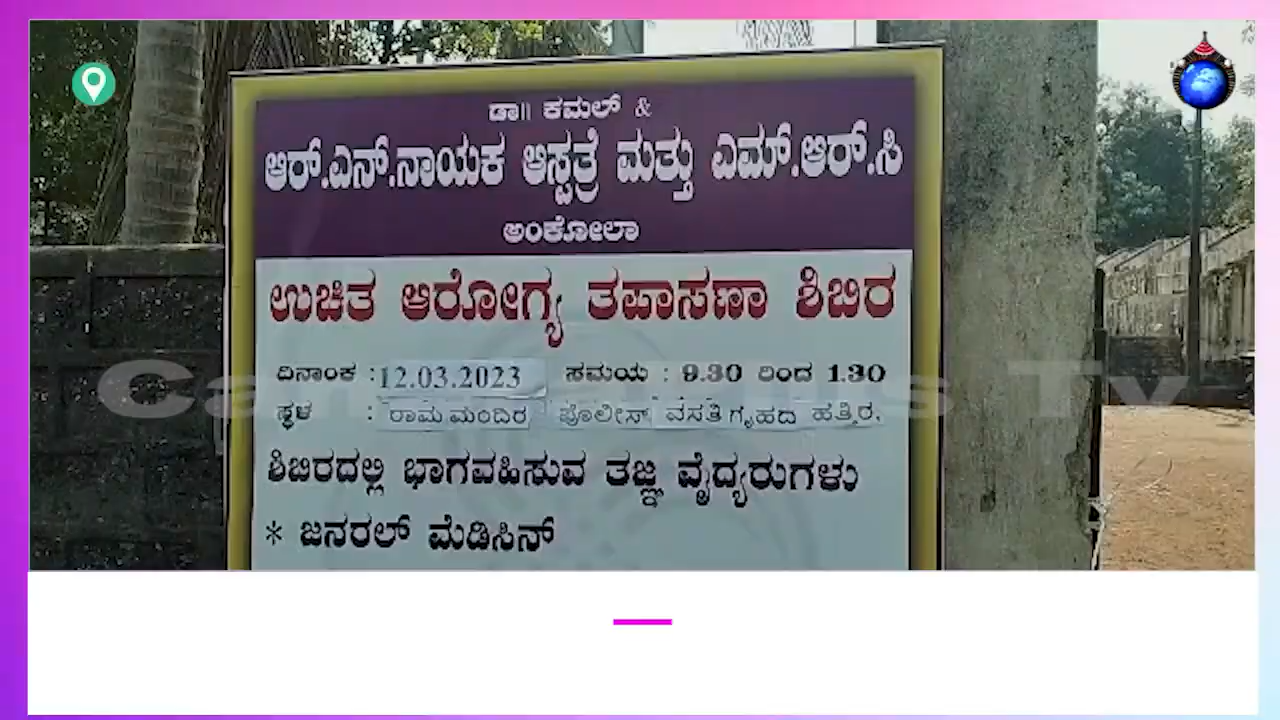 ಡಾ|| ಕಮಲ್ &
ಆರ್.ಎನ್.ನಾಯಕ ಆಸ್ಪತ್ರೆ ಮತ್ತು ಎಮ್.ಆರ್.ಸಿ
ಅಂಕೋಲಾ
ಉಚಿತ ಆರೋಗ್ಯ ತಪಾಸಣಾ ಶಿಬಿರ
ದಿನಾಂಕ :12.03.2023 ಸಮಯ : 9.30 ರಿಂದ 1.30
ಸ್ಥಳ : ರಾಮ ಮಂದಿರ ಪೊಲೀಸ್ ವಸತಿ ಗೃಹದ ಹತ್ತಿರ.
ಶಿಬಿರದಲ್ಲಿ ಭಾಗವಹಿಸುವ ತಜ್ಞ ವೈದ್ಯರುಗಳು
* ಜನರಲ್ ಮೆಡಿಸಿನ್